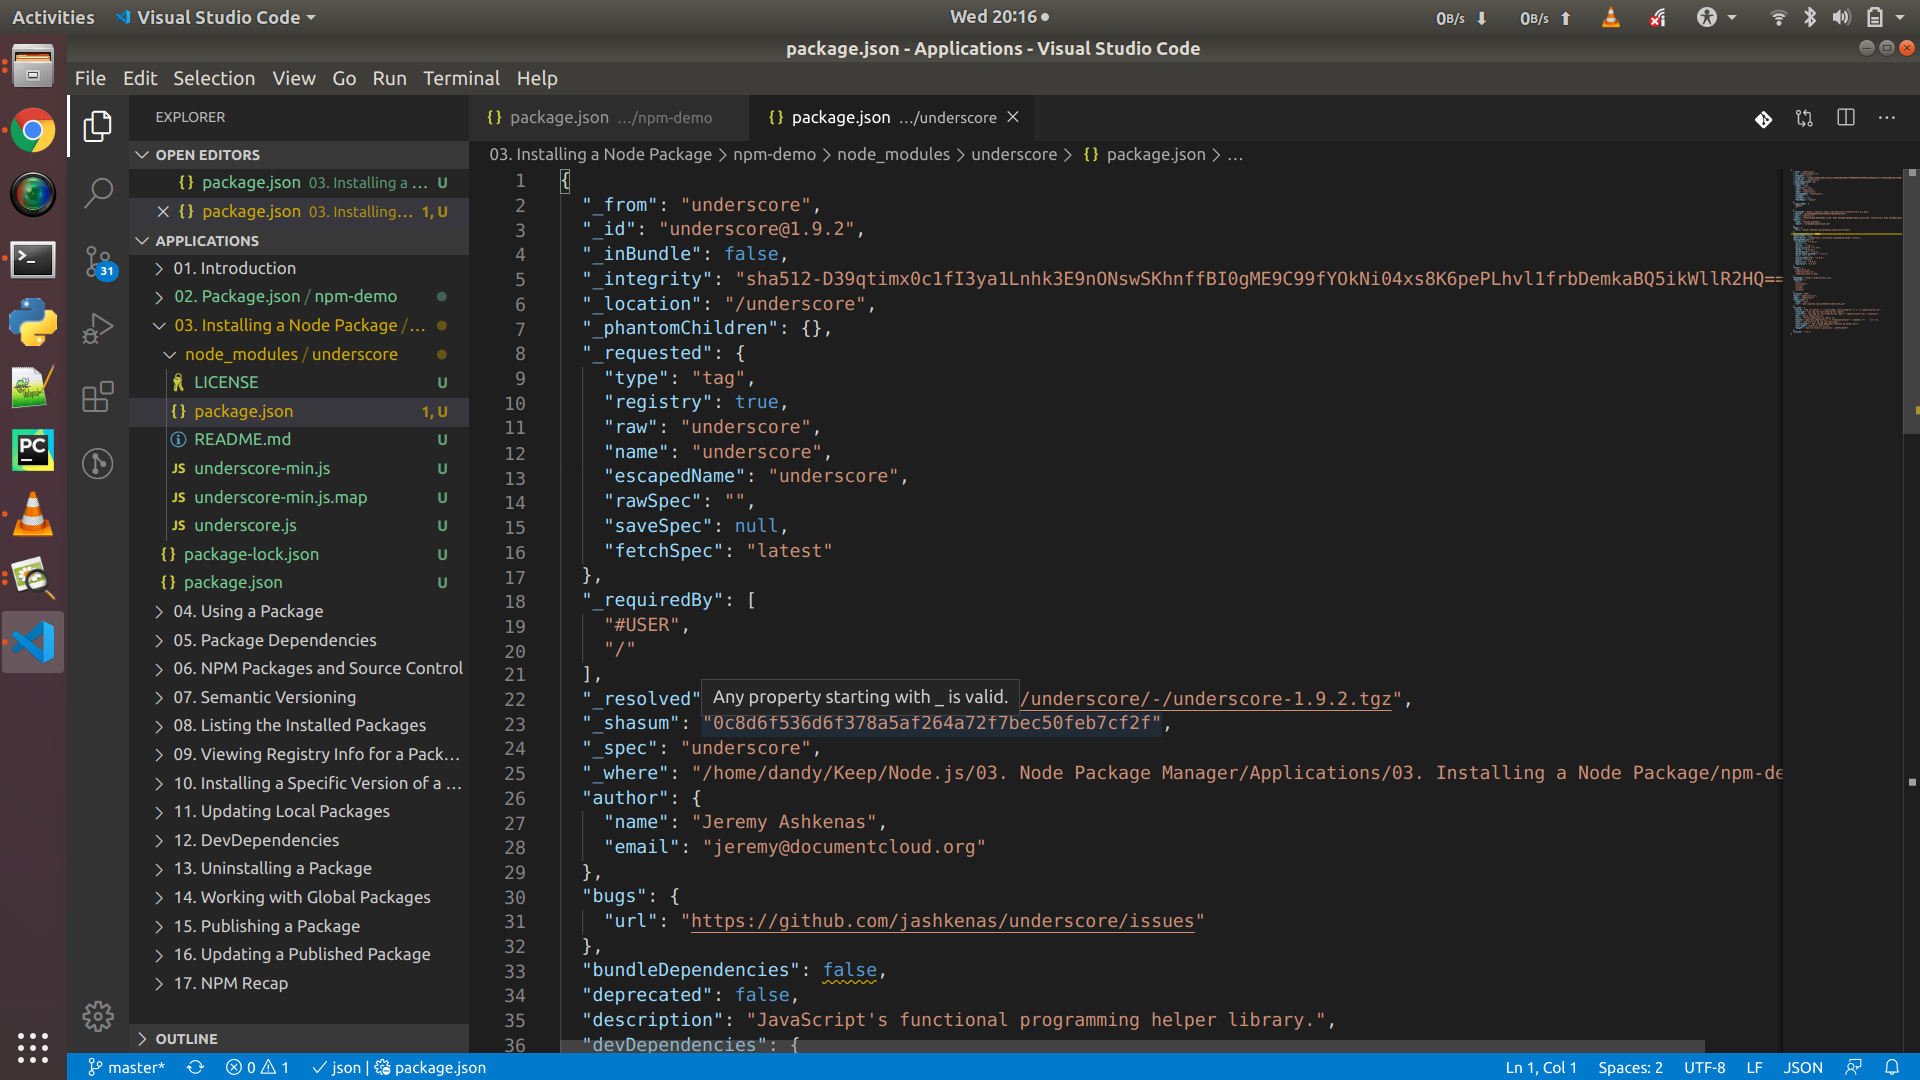 Activities
Visual Studio Code
Wed 20:16
0B/s
0B/s
package.json - Applications - Visual Studio Code
File Edit Selection View Go Run Terminal Help
EXPLORER
OPEN EDITORS
package.json 03. Installing a ... U
package.json 03. Installing... 1, U
APPLICATIONS
01. Introduction
02. Package.json / npm-demo
03. Installing a Node Package / ...
node_modules / underscore
LICENSE U
package.json 1, U
README.md U
JS underscore-min.js U
JS underscore-min.js.map U
JS underscore.js U
package-lock.json U
package.json U
04. Using a Package
05. Package Dependencies
06. NPM Packages and Source Control
07. Semantic Versioning
08. Listing the Installed Packages
09. Viewing Registry Info for a Pack...
10. Installing a Specific Version of a ...
11. Updating Local Packages
12. DevDependencies
13. Uninstalling a Package
14. Working with Global Packages
15. Publishing a Package
16. Updating a Published Package
17. NPM Recap
OUTLINE
31
PC
{} package.json .../npm-demo
{} package.json .../underscore
03. Installing a Node Package > npm-demo > node_modules > underscore > {} package.json > ...
1 {
2 "_from": "underscore",
3 "_id": "underscore@1.9.2",
4 "_inBundle": false,
5 "_integrity": "sha512-D39qtimx0c1fI3ya1Lnhk3E9nONswSKhnffBI0gME9C99fYOkNi04xs8K6pePLhvl1frbDemkaBQ5ikWllR2HQ==
6 "_location": "/underscore",
7 "_phantomChildren": {},
8 "_requested": {
9 "type": "tag",
10 "registry": true,
11 "raw": "underscore",
12 "name": "underscore",
13 "escapedName": "underscore",
14 "rawSpec": "",
15 "saveSpec": null,
16 "fetchSpec": "latest"
17 },
18 "_requiredBy": [
19 "#USER",
20 "/"
21 ],
Any property starting with _ is valid.
22 "_resolved" /underscore/-/underscore-1.9.2.tgz",
23 "_shasum": "0c8d6f536d6f378a5af264a72f7bec50feb7cf2f",
24 "_spec": "underscore",
25 "_where": "/home/dandy/Keep/Node.js/03. Node Package Manager/Applications/03. Installing a Node Package/npm-de
26 "author": {
27 "name": "Jeremy Ashkenas",
28 "email": "jeremy@documentcloud.org"
29 },
30 "bugs": {
31 "url": "https://github.com/jashkenas/underscore/issues"
32 },
33 "bundleDependencies": false,
34 "deprecated": false,
35 "description": "JavaScript's functional programming helper library.",
36 "devDependencies": {
master* 0 1 json | package.json
Ln 1, Col 1 Spaces: 2 UTF-8 LF JSON